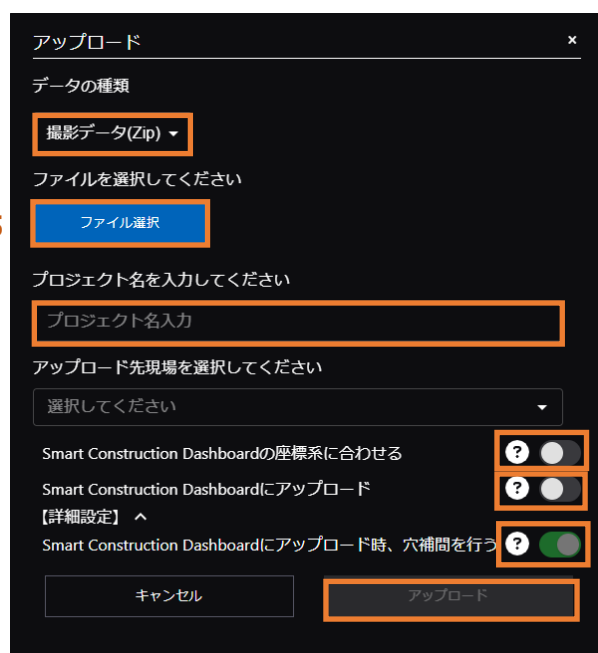 アップロード ×
データの種類
撮影データ(Zip)
ファイルを選択してください
ファイル選択
プロジェクト名を入力してください
プロジェクト名入力
アップロード先現場を選択してください
選択してください
Smart Construction Dashboardの座標系に合わせる ?
Smart Construction Dashboardにアップロード ?
【詳細設定】
Smart Construction Dashboardにアップロード時、穴補間を行う ?
キャンセル アップロード